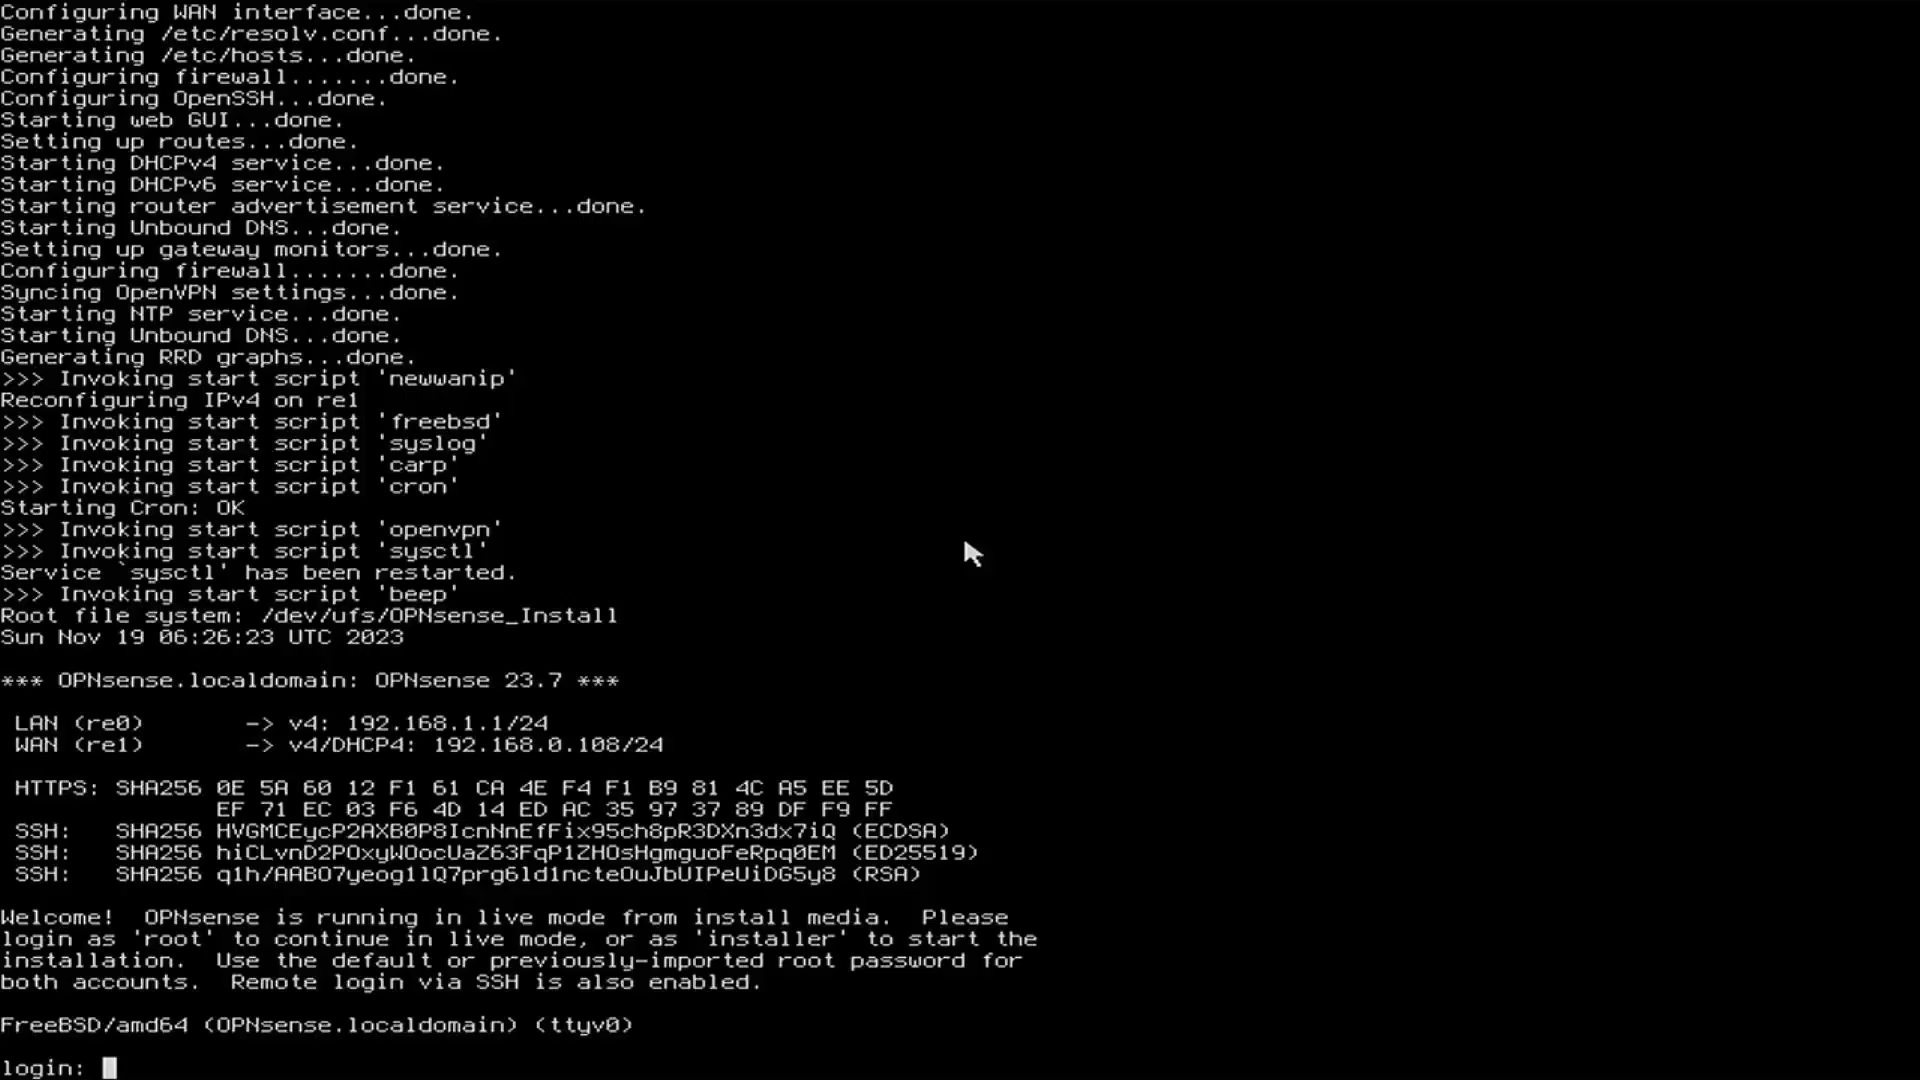 Configuring WAN interface...done.
Generating /etc/resolv.conf...done.
Generating /etc/hosts...done.
Configuring firewall.......done.
Configuring OpenSSH...done.
Starting web GUI...done.
Setting up routes...done.
Starting DHCPv4 service...done.
Starting DHCPv6 service...done.
Starting router advertisement service...done.
Starting Unbound DNS...done.
Setting up gateway monitors...done.
Configuring firewall.......done.
Syncing OpenVPN settings...done.
Starting NTP service...done.
Starting Unbound DNS...done.
Generating RRD graphs...done.
>>> Invoking start script 'newwanip'
Reconfiguring IPv4 on re1
>>> Invoking start script 'freebsd'
>>> Invoking start script 'syslog'
>>> Invoking start script 'carp'
>>> Invoking start script 'cron'
Starting Cron: OK
>>> Invoking start script 'openvpn'
>>> Invoking start script 'sysctl'
Service `sysctl' has been restarted.
>>> Invoking start script 'beep'
Root file system: /dev/ufs/OPNsense_Install
Sun Nov 19 06:26:23 UTC 2023
*** OPNsense.localdomain: OPNsense 23.7 ***
LAN (re0) -> v4: 192.168.1.1/24
WAN (re1) -> v4/DHCP4: 192.168.0.108/24
HTTPS: SHA256 0E 5A 60 12 F1 61 CA 4E F4 F1 B9 81 4C A5 EE 5D
EF 71 EC 03 F6 4D 14 ED AC 35 97 37 89 DF F9 FF
SSH: SHA256 HVGMCEycP2AXB0P8IcnNnEfFix95ch8pR3DXn3dx7iQ (ECDSA)
SSH: SHA256 hiCLvnD2POxyWOocUaZ63FqP1ZHOsHgmguoFeRpq0EM (ED25519)
SSH: SHA256 q1h/AABO7yeog1lQ7prg6ld1ncteOuJbUIPeUiDG5y8 (RSA)
Welcome! OPNsense is running in live mode from install media. Please
login as 'root' to continue in live mode, or as 'installer' to start the
installation. Use the default or previously-imported root password for
both accounts. Remote login via SSH is also enabled.
FreeBSD/amd64 (OPNsense.localdomain) (ttyv0)
login: